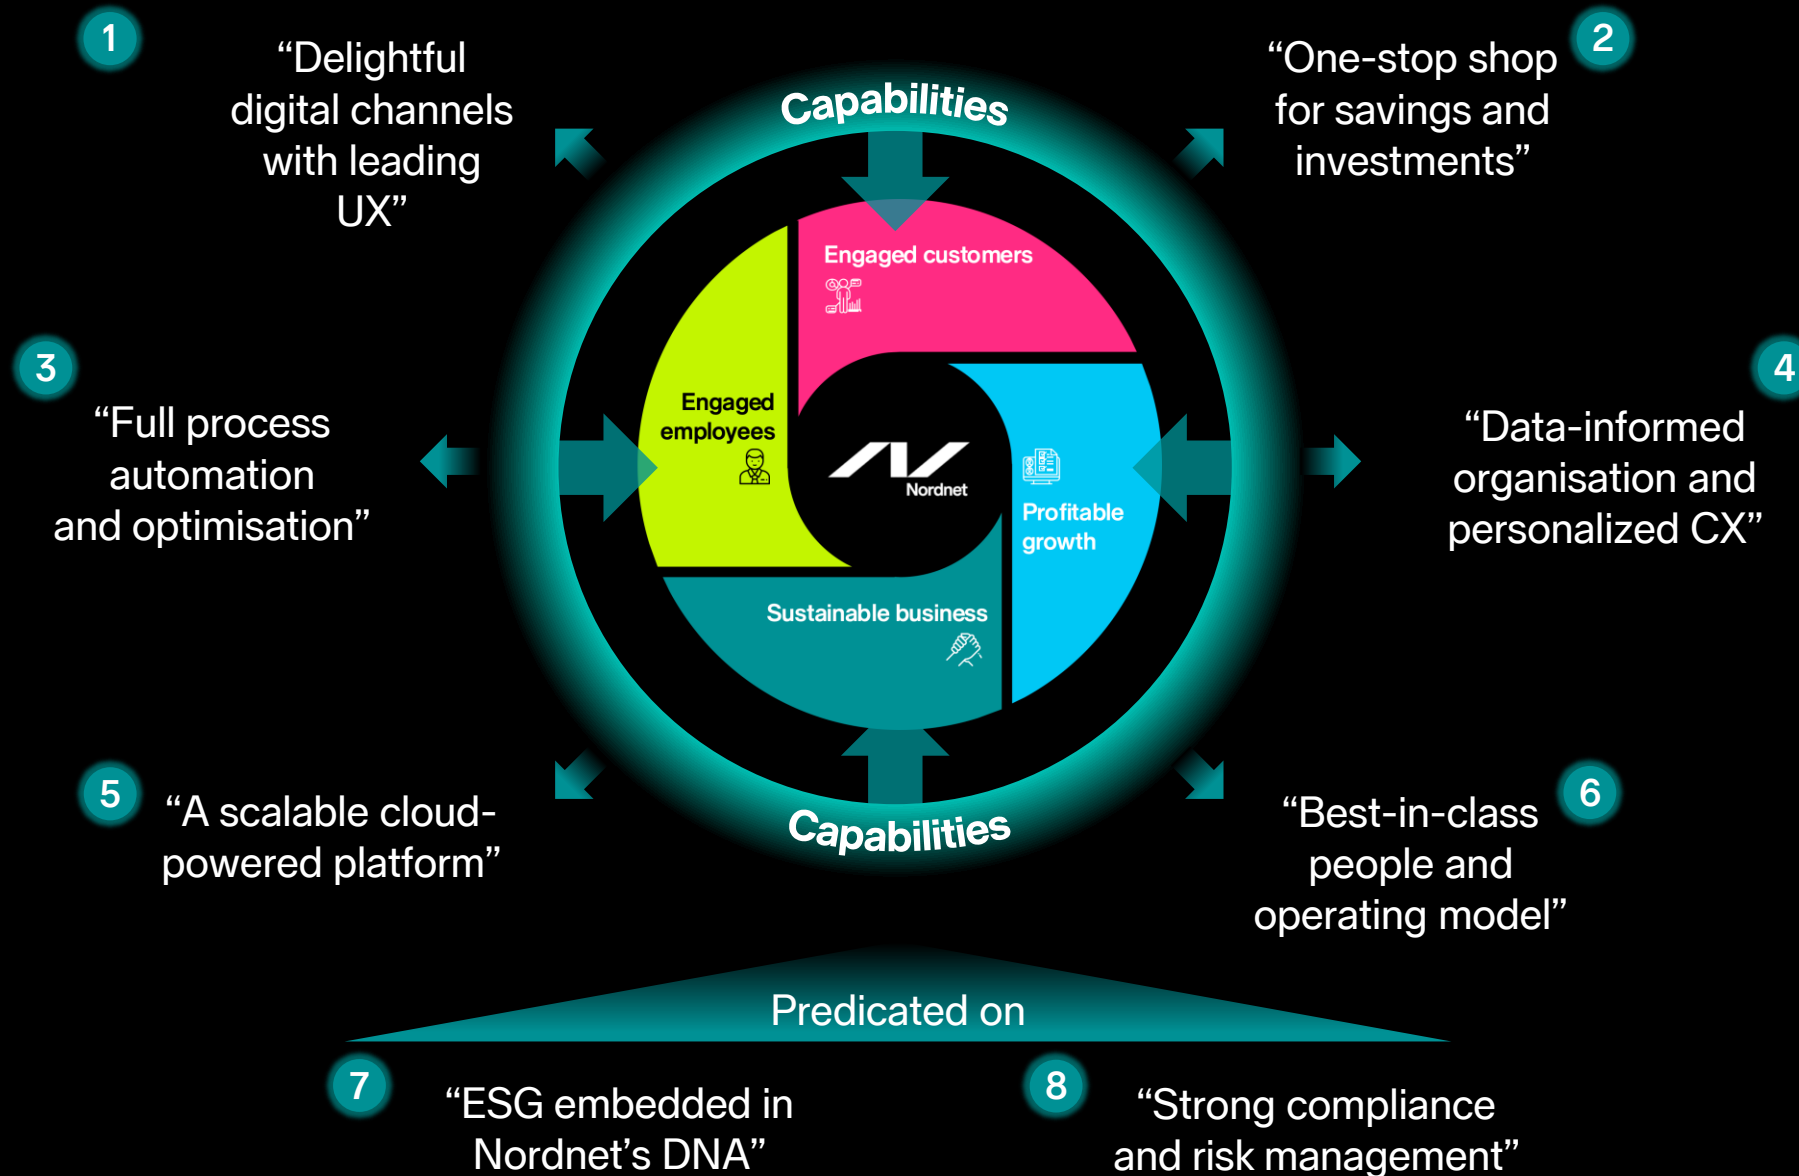 1
“Delightful
digital channels
with leading
UX”
Capabilities
2
“One-stop shop
for savings and
investments”
Engaged customers
3
“Full process
automation
and optimisation”
Engaged
employees
Nordnet
Profitable
growth
4
“Data-informed
organisation and
personalized CX”
Sustainable business
5
“A scalable cloud-
powered platform”
Capabilities
6
“Best-in-class
people and
operating model”
Predicated on
7
“ESG embedded in
Nordnet’s DNA”
8
“Strong compliance
and risk management”